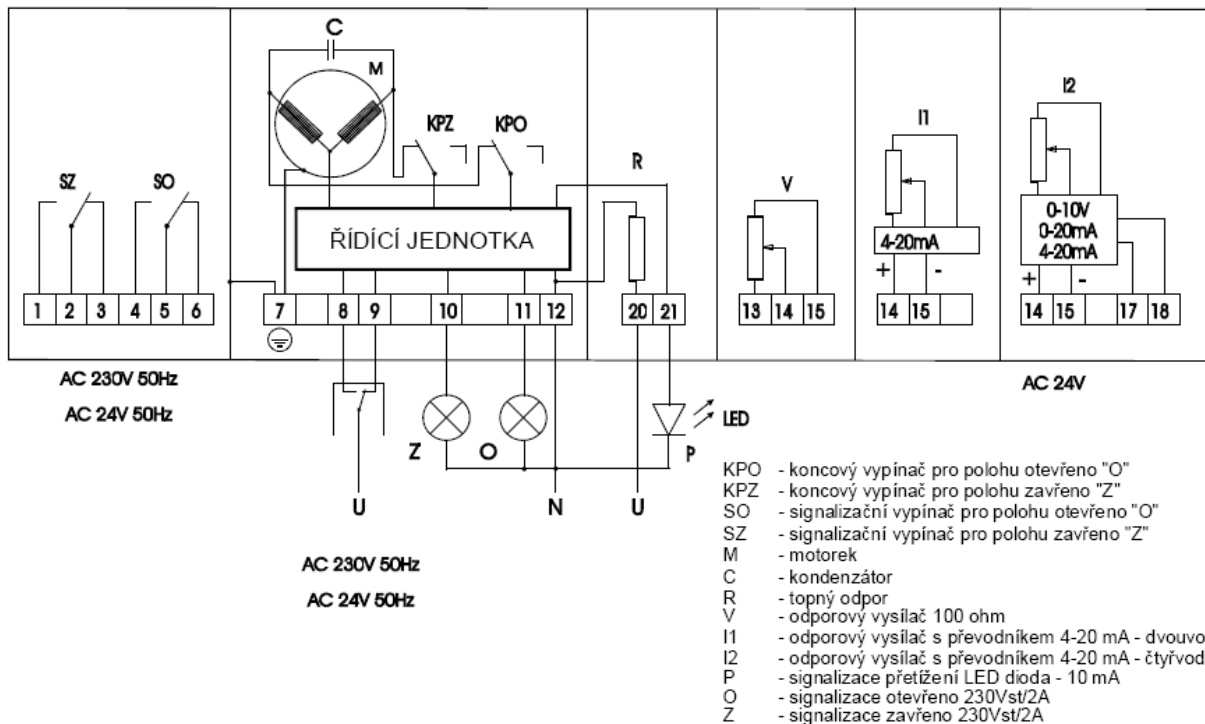 C
M
KPZ
KPO
I1
I2
SZ
SO
R
V
ŘÍDÍCÍ JEDNOTKA
4-20mA
0-10V
0-20mA
4-20mA
+ -
+ -
1 2 3 4 5 6
7 8 9 10 11 12
20 21
13 14 15
14 15
14 15 17 18
AC 230V 50Hz
AC 24V 50Hz
AC 24V
Z
O
P
LED
U
N
U
AC 230V 50Hz
AC 24V 50Hz
KPO - koncový vypínač pro polohu otevřeno "O"
KPZ - koncový vypínač pro polohu zavřeno "Z"
SO - signalizační vypínač pro polohu otevřeno "O"
SZ - signalizační vypínač pro polohu zavřeno "Z"
M - motorek
C - kondenzátor
R - topný odpor
V - odporový vysílač 100 ohm
I1 - odporový vysílač s převodníkem 4-20 mA - dvouvo
I2 - odporový vysílač s převodníkem 4-20 mA - čtyřvod
P - signalizace přetížení LED dioda - 10 mA
O - signalizace otevřeno 230Vst/2A
Z - signalizace zavřeno 230Vst/2A